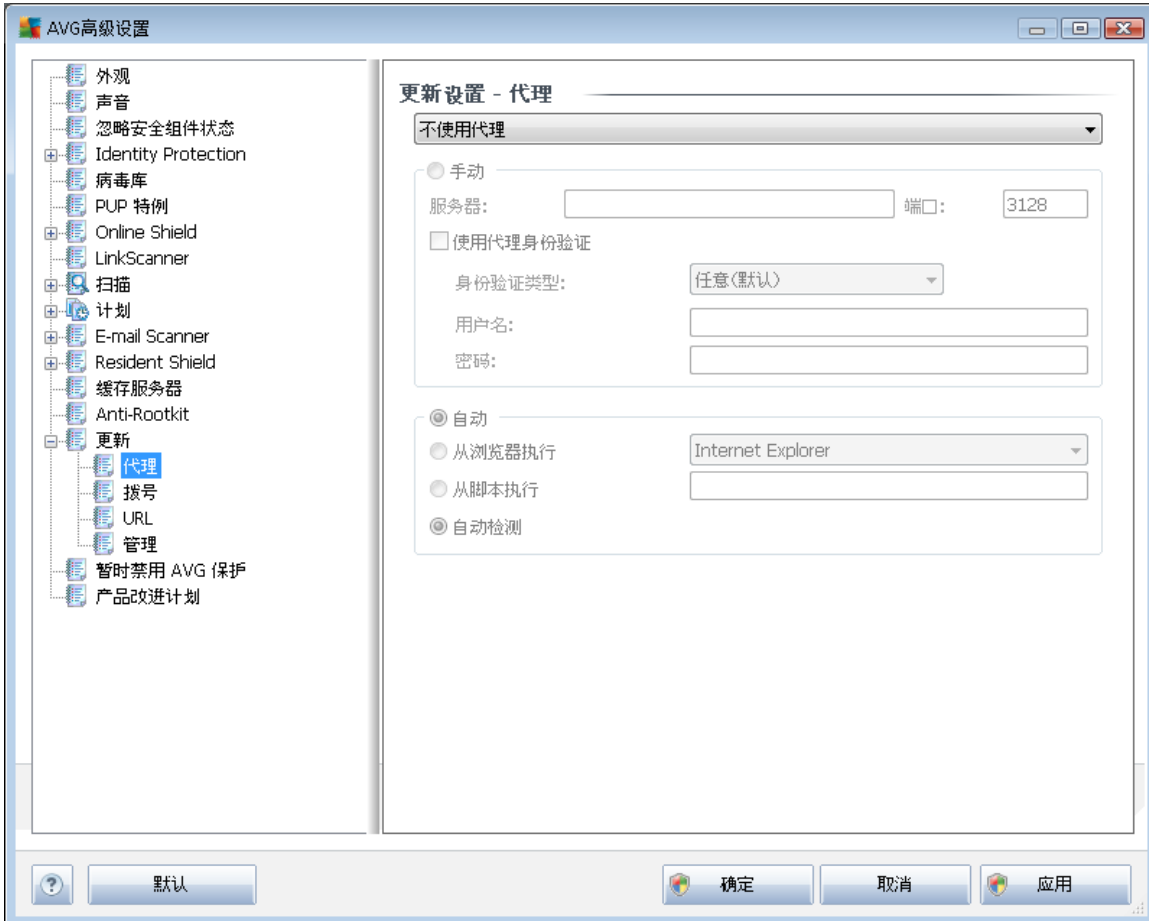 AVG高级设置
外观
声音
忽略安全组件状态
Identity Protection
病毒库
PUP 特例
Online Shield
LinkScanner
扫描
计划
E-mail Scanner
Resident Shield
缓存服务器
Anti-Rootkit
更新
代理
拨号
URL
管理
暂时禁用 AVG 保护
产品改进计划
更新设置 - 代理
不使用代理
手动
服务器: 端口: 3128
使用代理身份验证
身份验证类型: 任意(默认)
用户名:
密码:
自动
从浏览器执行 Internet Explorer
从脚本执行
自动检测
? 默认 确定 取消 应用